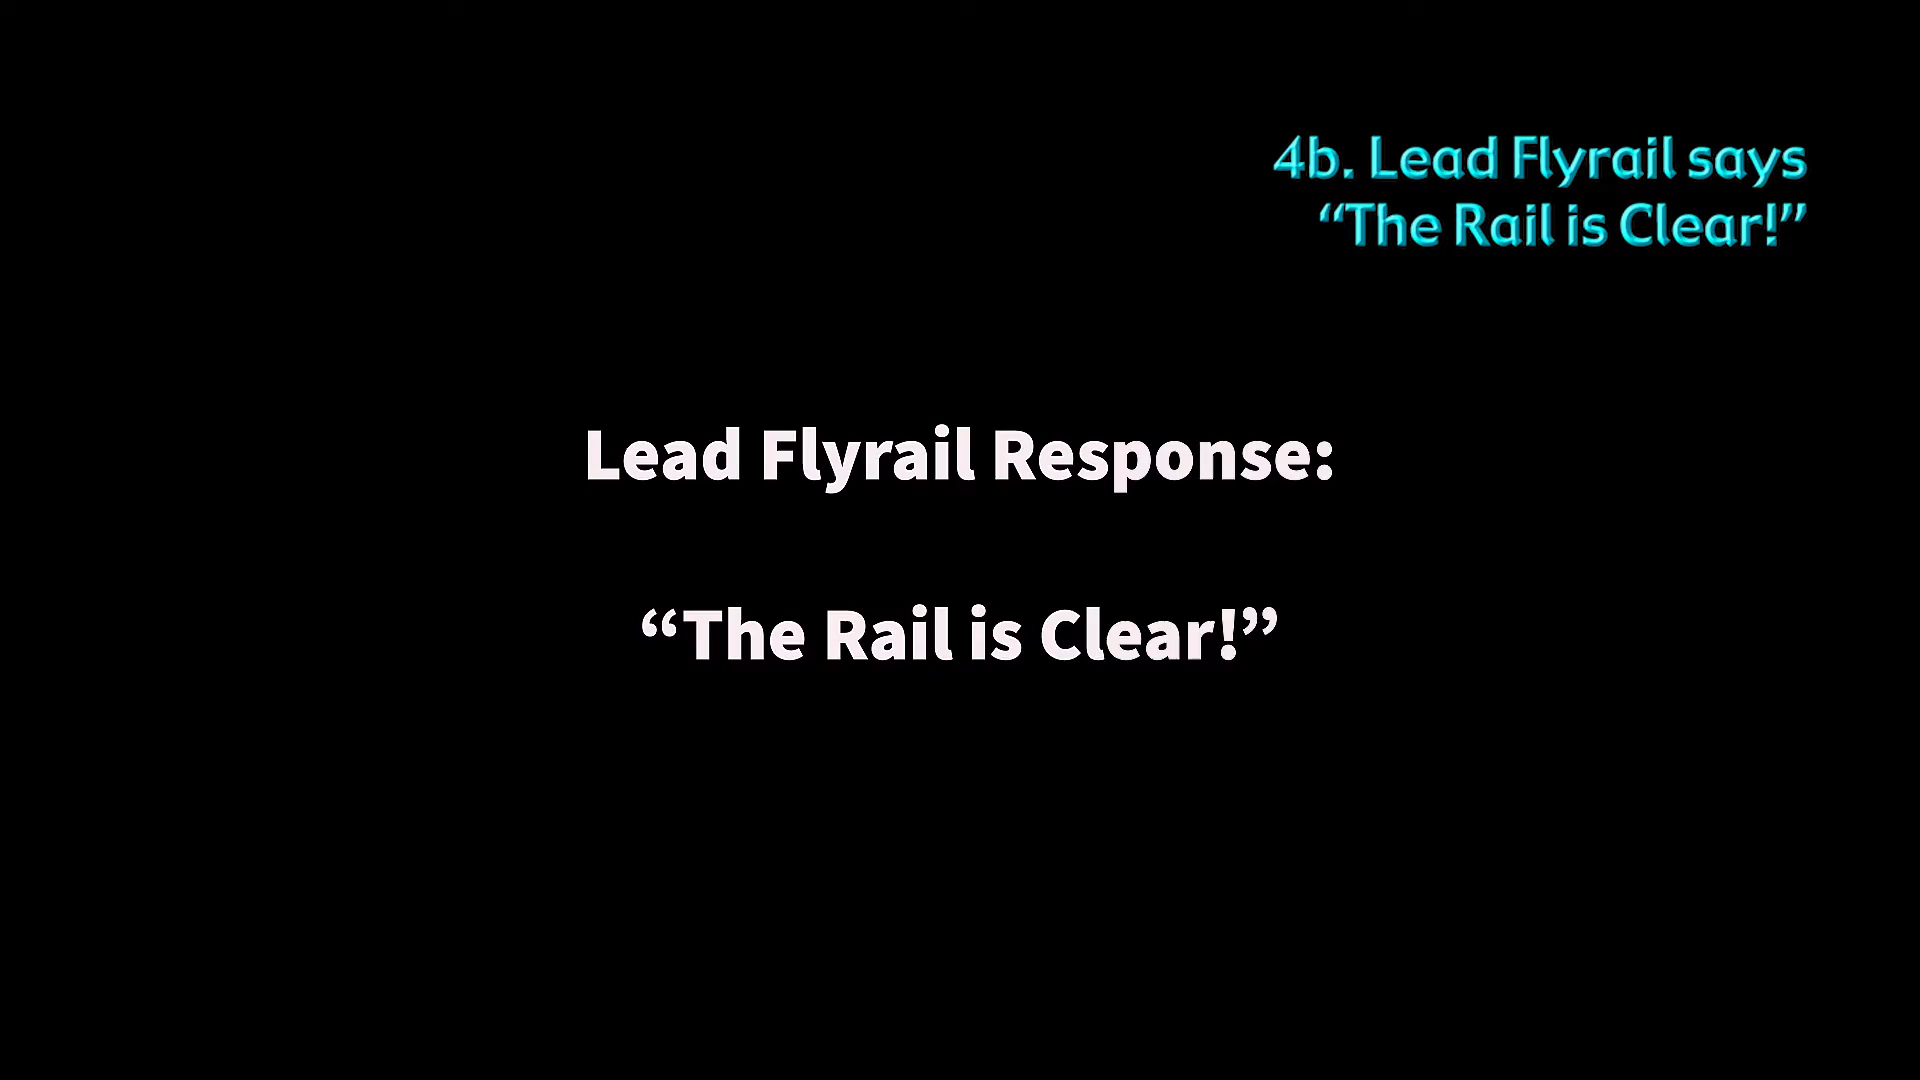 4b. Lead Flyrail says
“The Rail is Clear!”
Lead Flyrail Response:
“The Rail is Clear!”